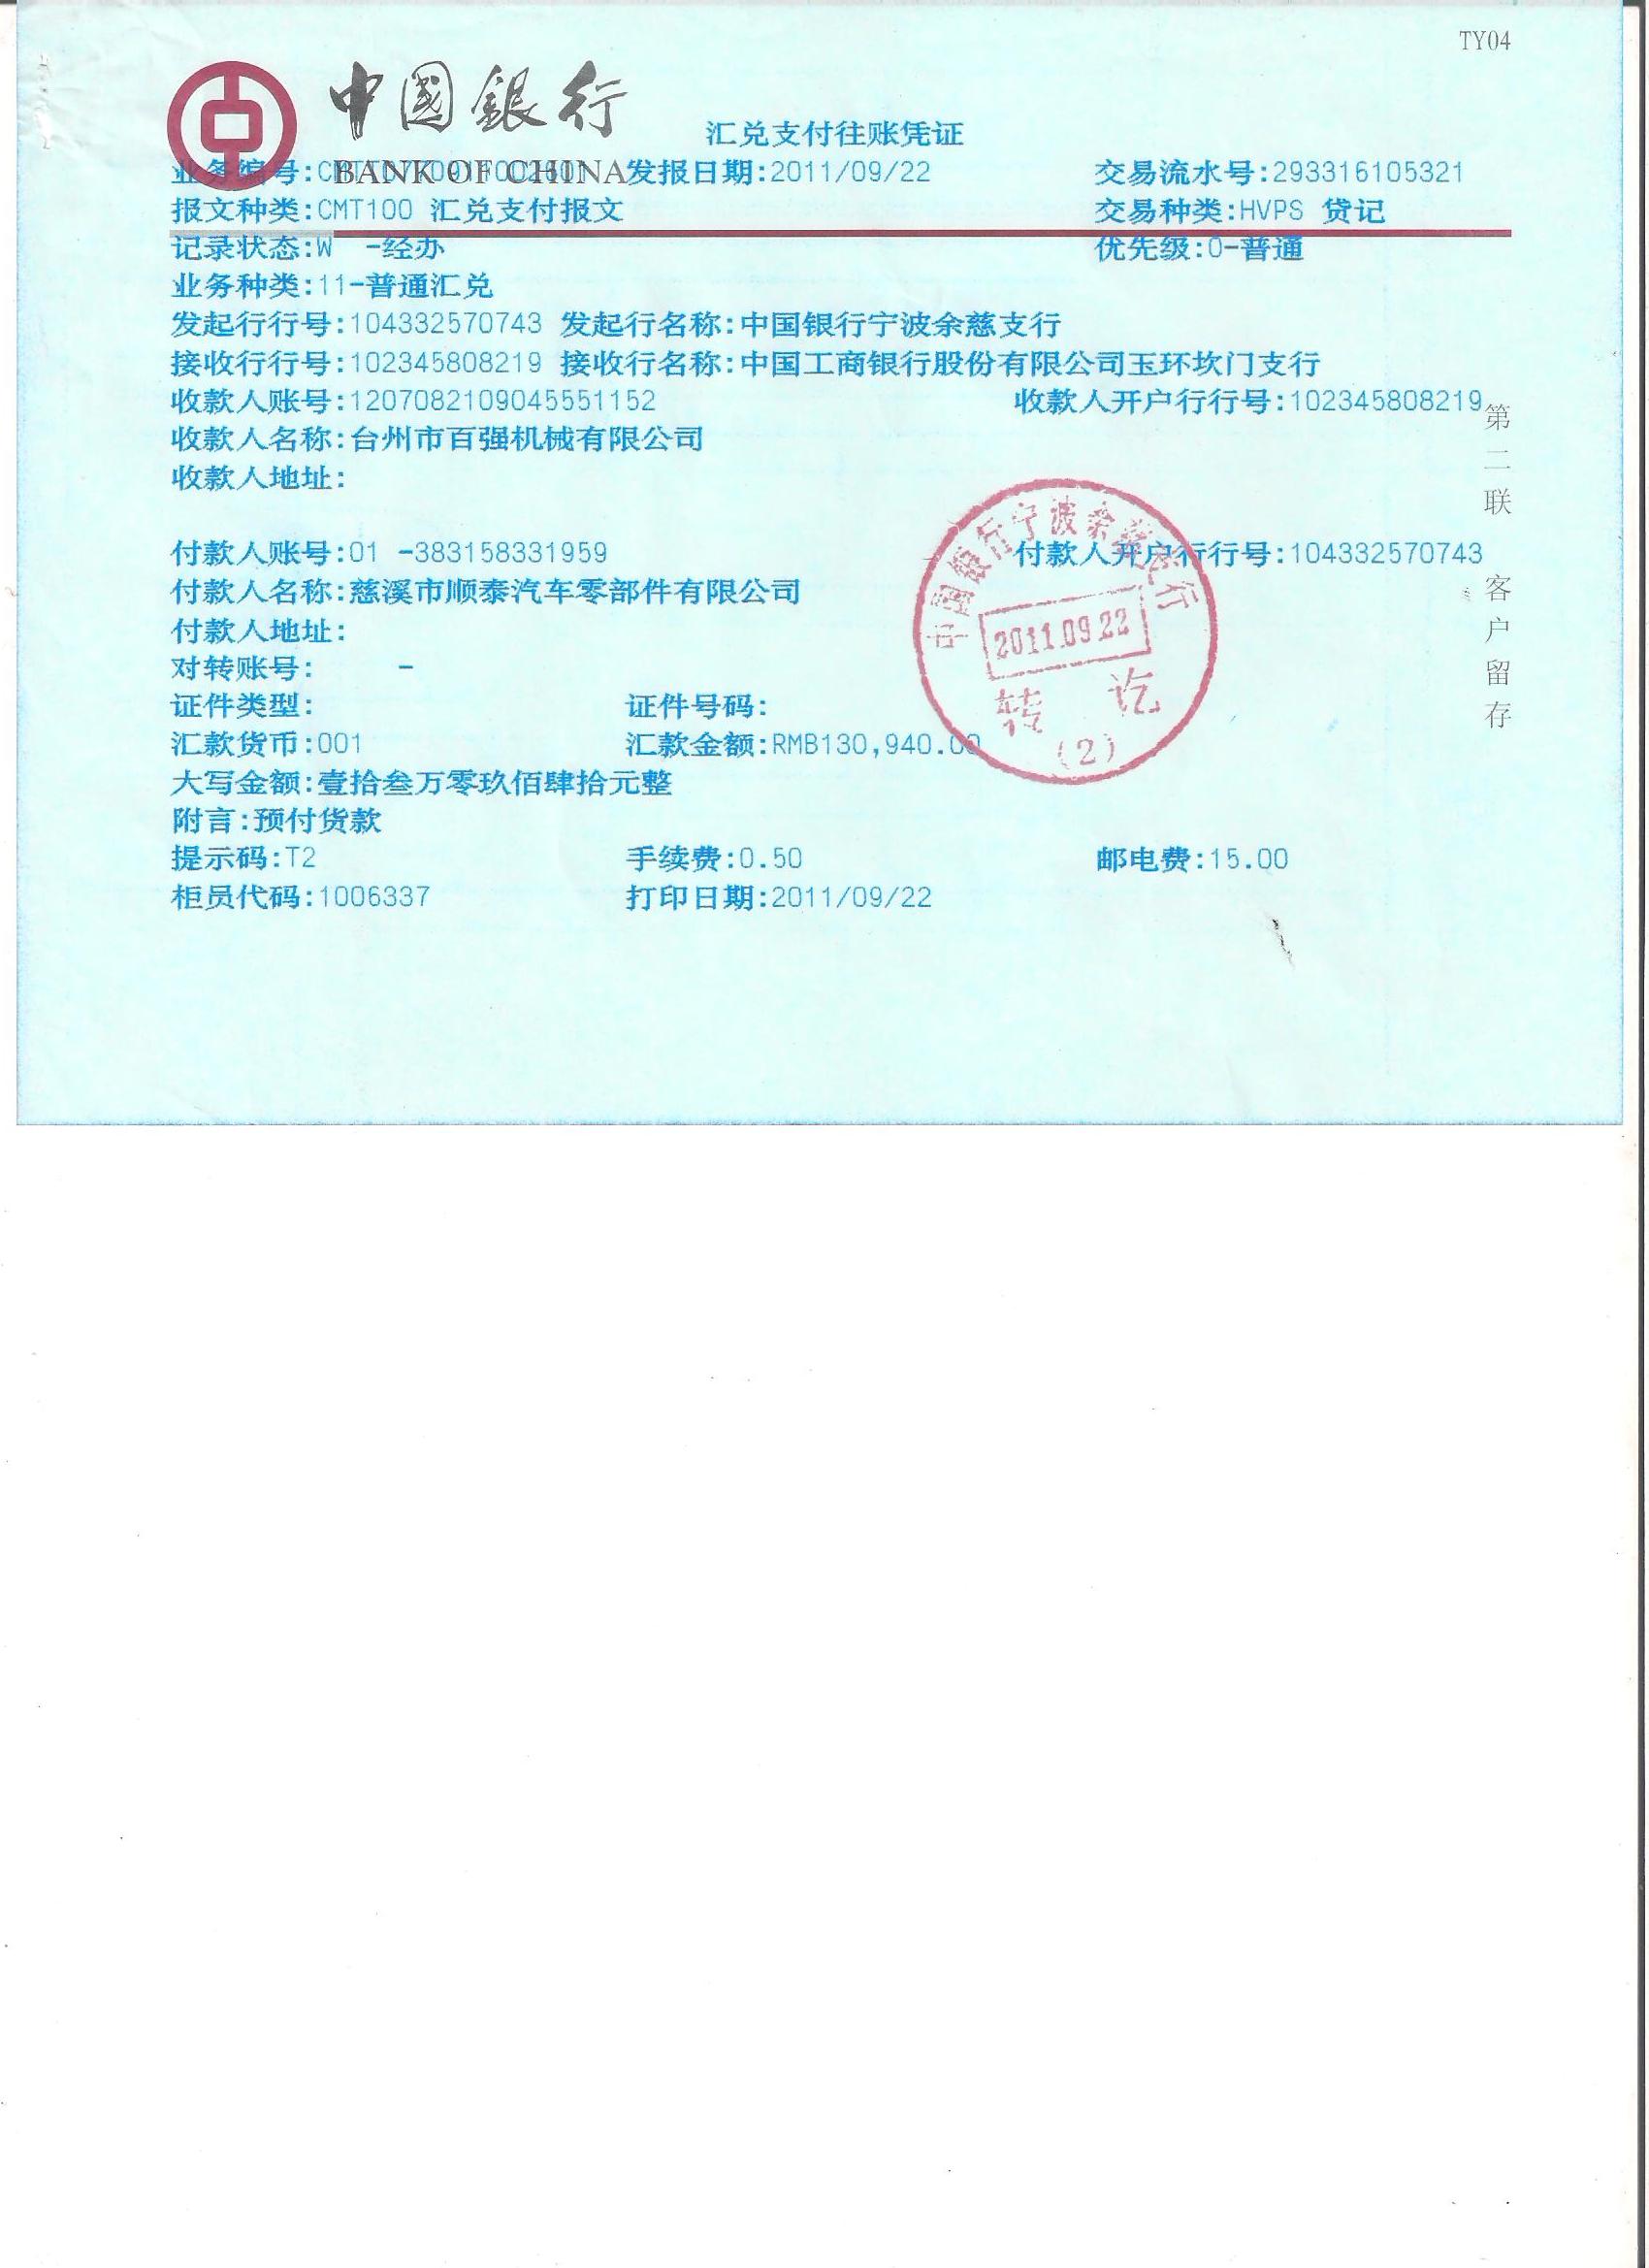 TY04
中國銀行
汇兑支付往账凭证
BANK OF CHINA
业务编号: 发报日期:2011/09/22 交易流水号:293316105321
报文种类:CMT100 汇兑支付报文 交易种类:HVPS 贷记
记录状态:W -经办 优先级:0-普通
业务种类:11-普通汇兑
发起行行号:104332570743 发起行名称:中国银行宁波余慈支行
接收行行号:102345808219 接收行名称:中国工商银行股份有限公司玉环坎门支行
收款人账号:1207082109045551152 收款人开户行行号:102345808219
收款人名称:台州市百强机械有限公司
收款人地址:
付款人账号:01 -383158331959 付款人开户行行号:104332570743
付款人名称:慈溪市顺泰汽车零部件有限公司
付款人地址:
对转账号: -
证件类型: 证件号码:
汇款货币:001 汇款金额:RMB130,940.00
大写金额:壹拾叁万零玖佰肆拾元整
附言:预付货款
提示码:T2 手续费:0.50 邮电费:15.00
柜员代码:1006337 打印日期:2011/09/22
第二联 客户留存
中国银行宁波余慈支行
2011.09.22
转讫
(2)